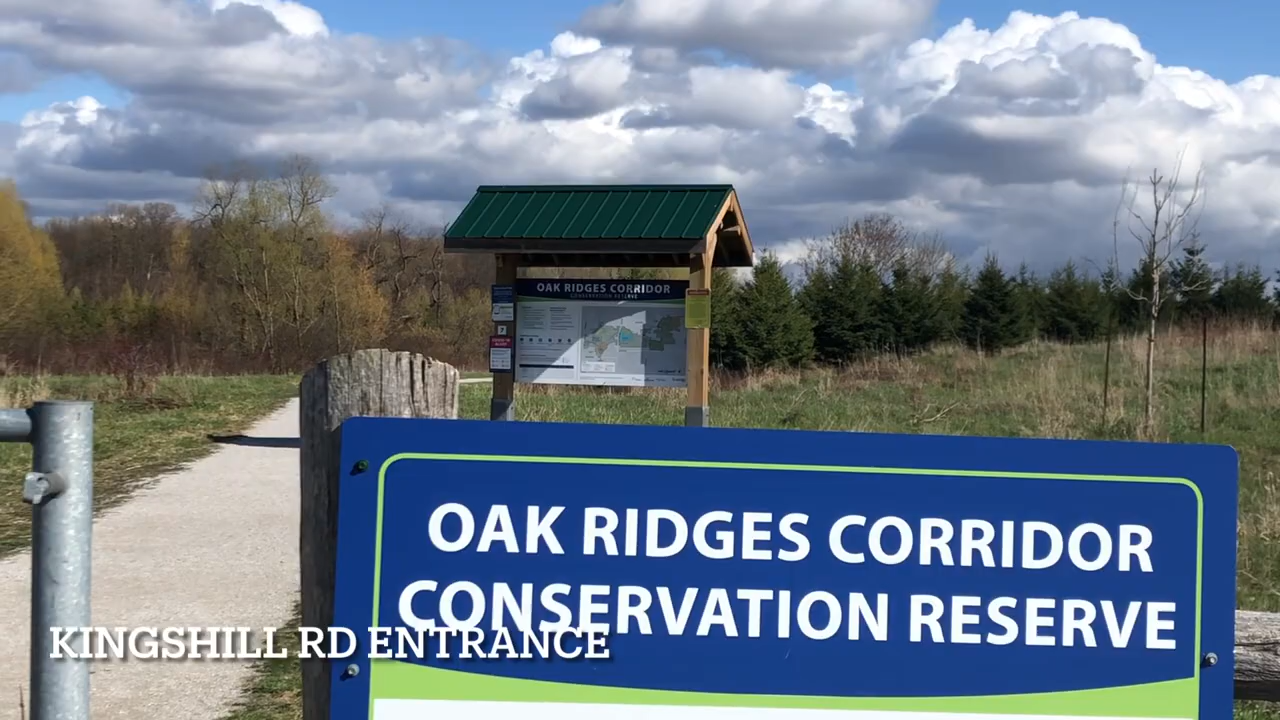 OAK RIDGES CORRIDOR
CONSERVATION RESERVE
OAK RIDGES CORRIDOR
CONSERVATION RESERVE
KINGSHILL RD ENTRANCE